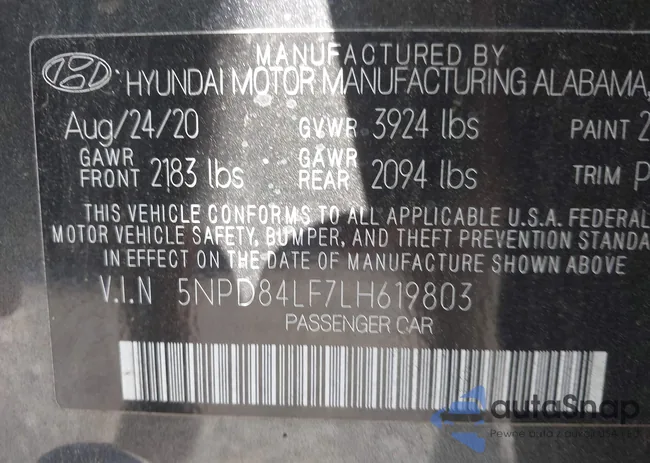 MANUFACTURED BY
HYUNDAI MOTOR MANUFACTURING ALABAMA,
Aug/24/20 GVWR 3924 lbs PAINT 2
GAWR FRONT 2183 lbs GAWR REAR 2094 lbs TRIM P
THIS VEHICLE CONFORMS TO ALL APPLICABLE U.S.A. FEDERAL
MOTOR VEHICLE SAFETY, BUMPER, AND THEFT PREVENTION STANDA
IN EFFECT ON THE DATE OF MANUFACTURE SHOWN ABOVE
V.I.N 5NPD84LF7LH619803
PASSENGER CAR
autoSnap